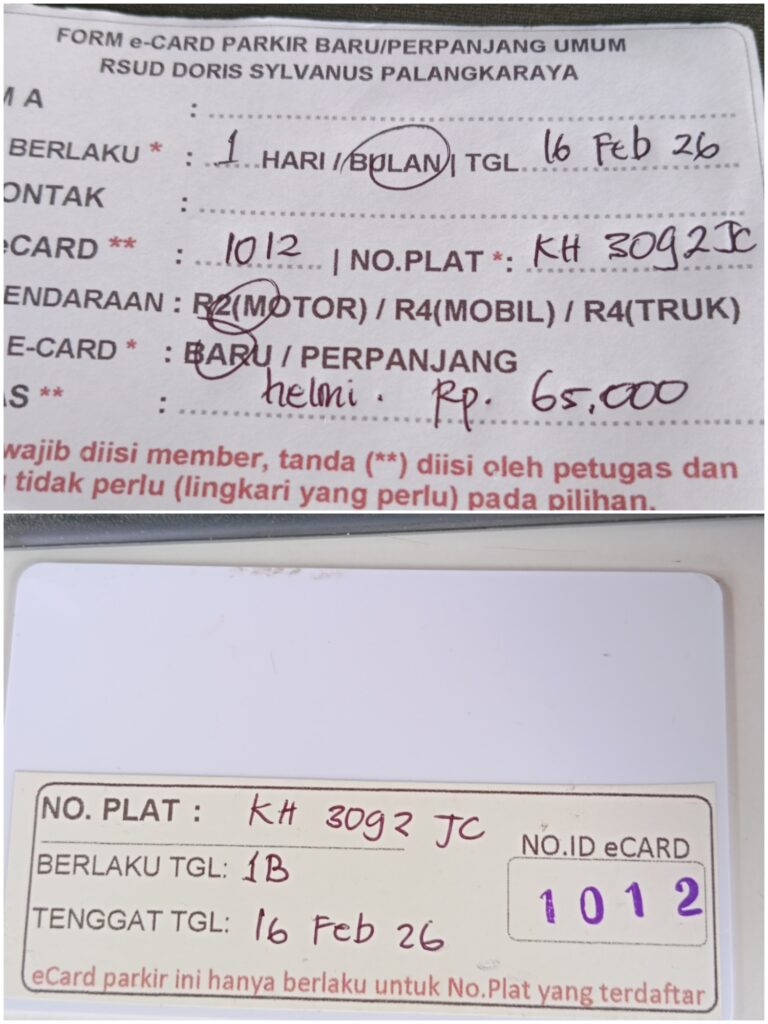 FORM e-CARD PARKIR BARU/PERPANJANG UMUM
RSUD DORIS SYLVANUS PALANGKARAYA
M A :
BERLAKU * : 1 HARI / BULAN | TGL 16 Feb 26
ONTAK :
eCARD ** : 1012 | NO.PLAT * : KH 3092 JC
ENDARAAN : R2(MOTOR) / R4(MOBIL) / R4(TRUK)
E-CARD * : BARU / PERPANJANG
AS ** : helmi . Rp. 65.000
wajib diisi member, tanda (**) diisi oleh petugas dan
tidak perlu (lingkari yang perlu) pada pilihan.
NO. PLAT : KH 3092 JC
BERLAKU TGL: 1B
TENGGAT TGL: 16 Feb 26
NO.ID eCARD
1012
eCard parkir ini hanya berlaku untuk No.Plat yang terdaftar